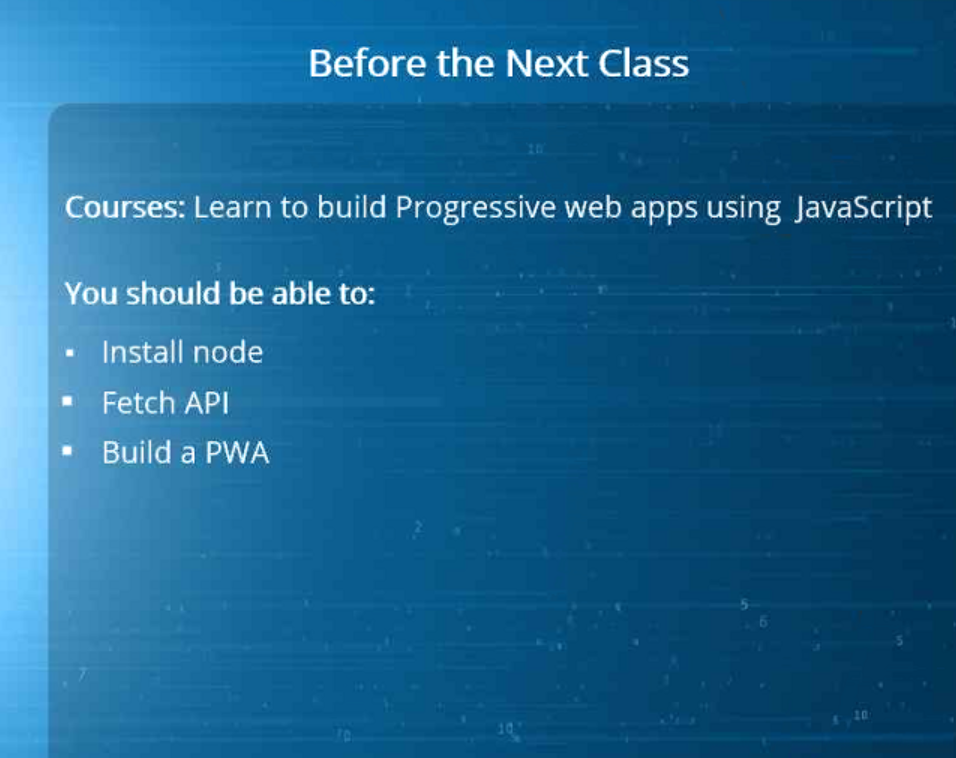 Before the Next Class
Courses: Learn to build Progressive web apps using JavaScript
You should be able to:
▪ Install node
▪ Fetch API
▪ Build a PWA